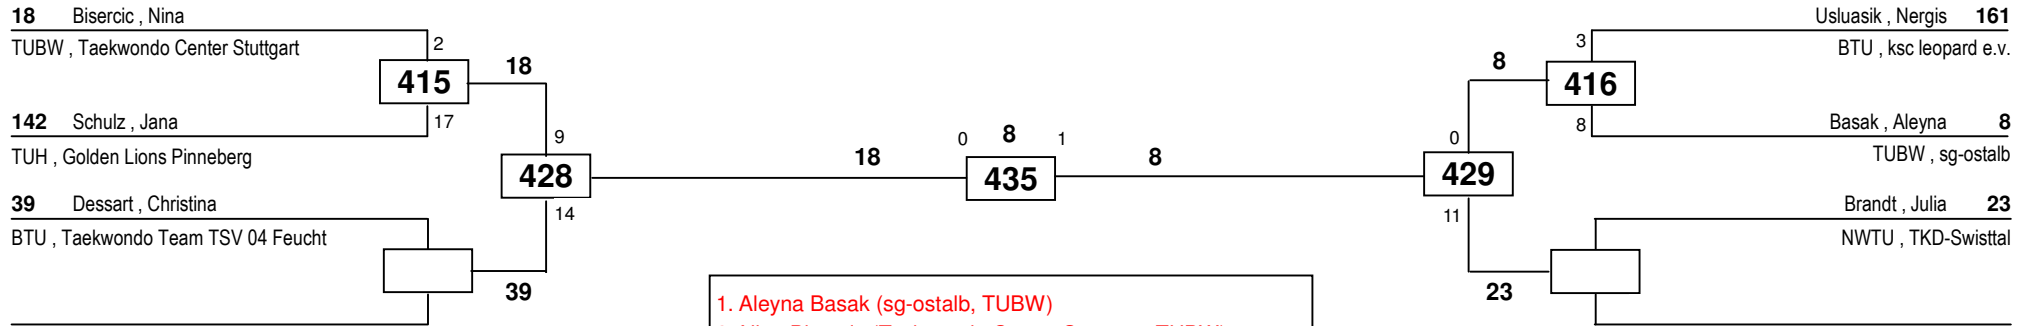 18 Bisercic , Nina
TUBW , Taekwondo Center Stuttgart
2
415
18
17
142 Schulz , Jana
TUH , Golden Lions Pinneberg
9
428
14
39 Dessart , Christina
BTU , Taekwondo Team TSV 04 Feucht
39
18
0 8 1
435
8
Usluasik , Nergis 161
BTU , ksc leopard e.v.
3
8
416
8
Basak , Aleyna 8
TUBW , sg-ostalb
0
429
11
Brandt , Julia 23
NWTU , TKD-Swisttal
23
1. Aleyna Basak (sg-ostalb, TUBW)